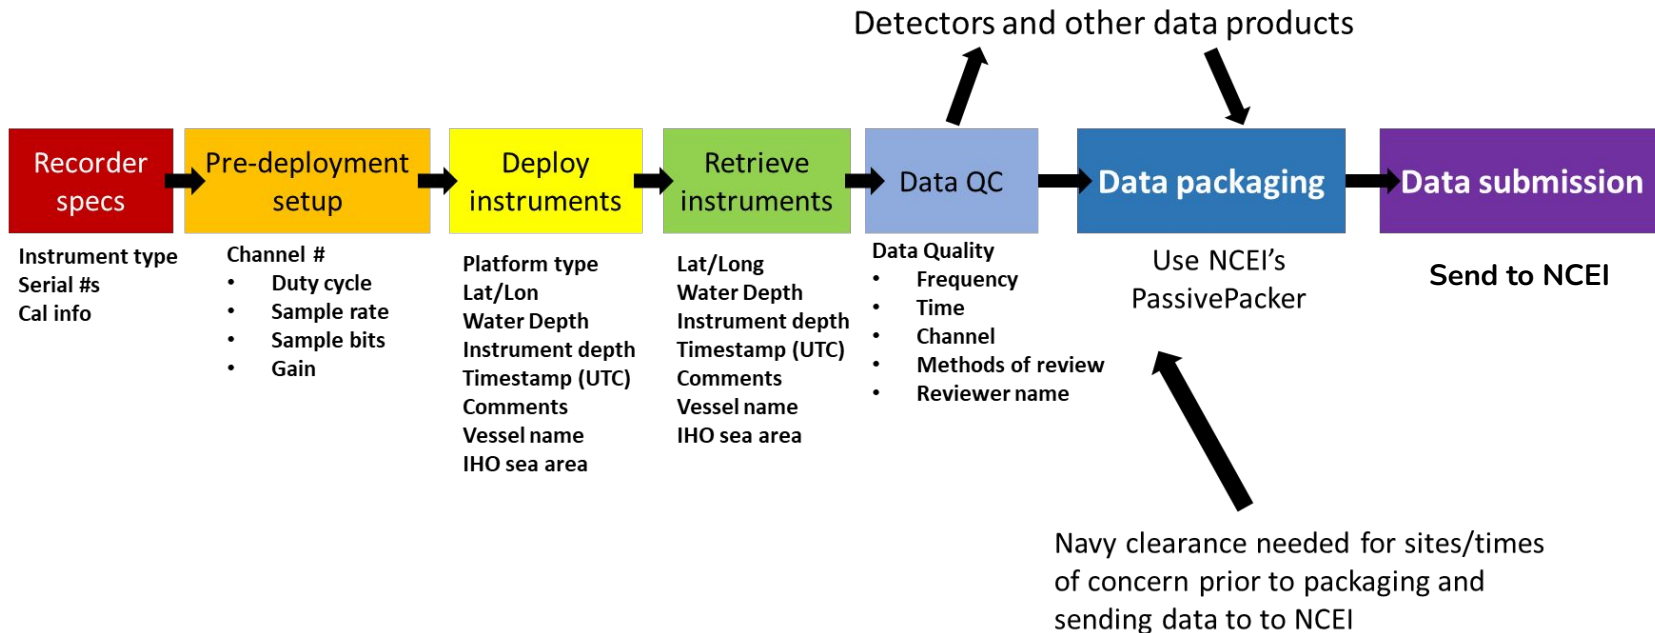 Detectors and other data products
Recorder
specs
Pre-deployment
setup
Deploy
instruments
Retrieve
instruments
Data QC
Data packaging
Data submission
Instrument type
Serial #s
Cal info
Channel #
• Duty cycle
• Sample rate
• Sample bits
• Gain
Platform type
Lat/Lon
Water Depth
Instrument depth
Timestamp (UTC)
Comments
Vessel name
IHO sea area
Lat/Long
Water Depth
Instrument depth
Timestamp (UTC)
Comments
Vessel name
IHO sea area
Data Quality
• Frequency
• Time
• Channel
• Methods of review
• Reviewer name
Use NCEI's
PassivePacker
Send to NCEI
Navy clearance needed for sites/times
of concern prior to packaging and
sending data to to NCEI